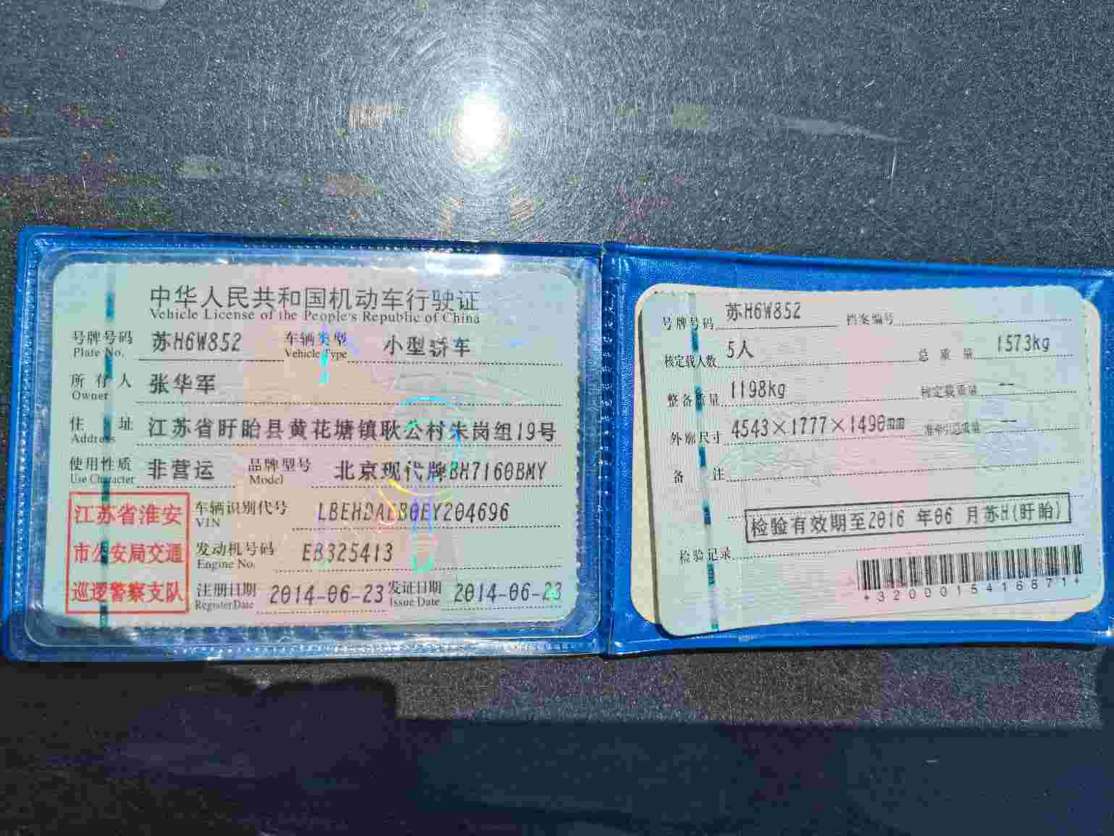 中华人民共和国机动车行驶证
Vehicle License of the People's Republic of China
号牌号码 苏H6W852 车辆类型 小型轿车
Plate No. Vehicle Type
所有人 张华军
Owner
住址 江苏省盱眙县黄花塘镇耿公村朱岗组19号
Address
使用性质 非营运 品牌型号 北京现代牌BH7160BMY
Use Character Model
江苏省淮安
市公安局交通
巡逻警察支队
车辆识别代号
VIN
发动机号码 EB325413
Engine No.
注册日期 2014-06-23 发证日期 2014-06-23
Register Date Issue Date
号牌号码 苏H6W852 档案编号
核定载人数 5人 总质量 1573kg
整备质量 1198kg 核定载质量 --
外廓尺寸 4543×1777×1490mm 准牵引总质量 --
备注
检验有效期至2016年06月苏H(盱眙)
检验记录
*3200015416871*